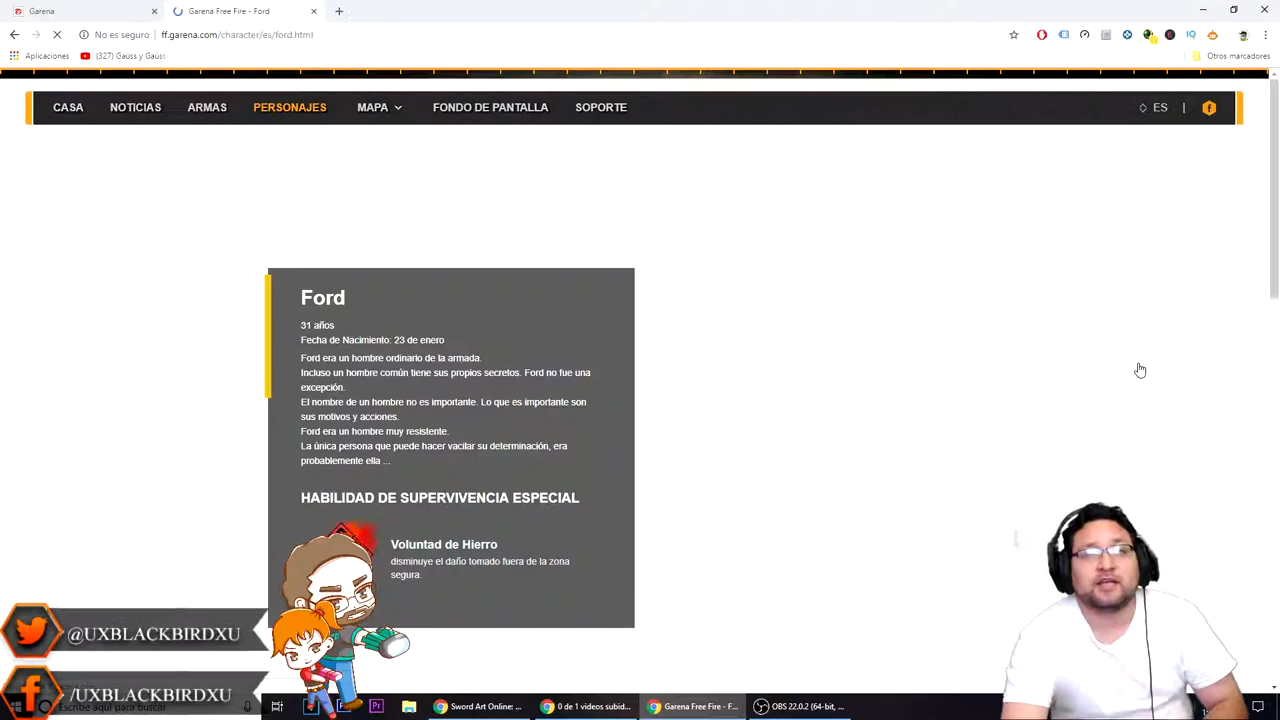 Garena
Garena Free Fire - Ford
No es seguro
ff.garena.com/character/es/ford.html
Aplicaciones
(327) Gaüss y Gaüss
Otros marcadores
CASA
NOTICIAS
ARMAS
PERSONAJES
MAPA
FONDO DE PANTALLA
SOPORTE
ES |
Ford
31 años
Fecha de Nacimiento: 23 de enero
Ford era un hombre ordinario de la armada.
Incluso un hombre común tiene sus propios secretos. Ford no fue una
excepción.
El nombre de un hombre no es importante. Lo que es importante son
sus motivos y acciones.
Ford era un hombre muy resistente.
La única persona que puede hacer vacilar su determinación, era
probablemente ella ...
HABILIDAD DE SUPERVIVENCIA ESPECIAL
Voluntad de Hierro
disminuye el daño tomado fuera de la zona
segura.
@UXBLACKBIRDXU
/UXBLACKBIRDXU
Escribe aquí para buscar
Sword Art Online: ...
0 de 1 videos subid...
Garena Free Fire - F...
OBS 22.0.2 (64-bit, ...